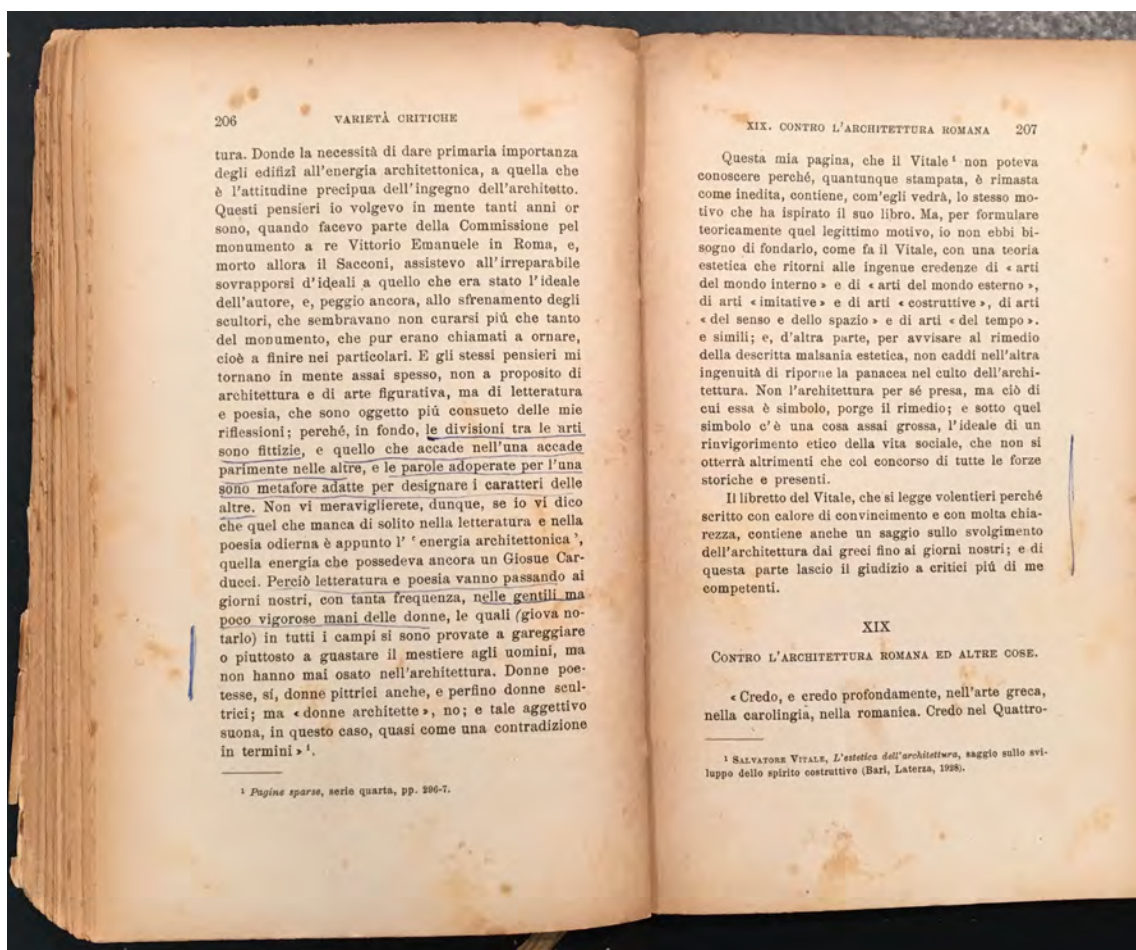 206
VARIETÀ CRITICHE
tura. Donde la necessità di dare primaria importanza
degli edifizi all'energia architettonica, a quella che
è l'attitudine precipua dell'ingegno dell'architetto.
Questi pensieri io volgevo in mente tanti anni or
sono, quando facevo parte della Commissione pel
monumento a re Vittorio Emanuele in Roma, e,
morto allora il Sacconi, assistevo all'irreparabile
sovrapporsi d'ideali a quello che era stato l'ideale
dell'autore, e, peggio ancora, allo sfrenamento degli
scultori, che sembravano non curarsi piú che tanto
del monumento, che pur erano chiamati a ornare,
cioè a finire nei particolari. E gli stessi pensieri mi
tornano in mente assai spesso, non a proposito di
architettura e di arte figurativa, ma di letteratura
e poesia, che sono oggetto piú consueto delle mie
riflessioni; perché, in fondo, le divisioni tra le arti
sono fittizie, e quello che accade nell'una accade
parimente nelle altre, e le parole adoperate per l'una
sono metafore adatte per designare i caratteri delle
altre. Non vi meraviglierete, dunque, se io vi dico
che quel che manca di solito nella letteratura e nella
poesia odierna è appunto l' ‘energia architettonica’,
quella energia che possedeva ancora un Giosue Car-
ducci. Perciò letteratura e poesia vanno passando ai
giorni nostri, con tanta frequenza, nelle gentili ma
poco vigorose mani delle donne, le quali (giova no-
tarlo) in tutti i campi si sono provate a gareggiare
o piuttosto a guastare il mestiere agli uomini, ma
non hanno mai osato nell'architettura. Donne poe-
tesse, sí, donne pittrici anche, e perfino donne scul-
trici; ma «donne architette», no; e tale aggettivo
suona, in questo caso, quasi come una contradizione
in termini» ¹.
¹ Pagine sparse, serie quarta, pp. 296-7.
XIX. CONTRO L'ARCHITETTURA ROMANA 207
Questa mia pagina, che il Vitale ¹ non poteva
conoscere perché, quantunque stampata, è rimasta
come inedita, contiene, com'egli vedrà, lo stesso mo-
tivo che ha ispirato il suo libro. Ma, per formulare
teoricamente quel legittimo motivo, io non ebbi bi-
sogno di fondarlo, come fa il Vitale, con una teoria
estetica che ritorni alle ingenue credenze di «arti
del mondo interno» e di «arti del mondo esterno»,
di arti «imitative» e di arti «costruttive», di arti
«del senso e dello spazio» e di arti «del tempo».
e simili; e, d'altra parte, per avvisare al rimedio
della descritta malsania estetica, non caddi nell'altra
ingenuità di riporne la panacea nel culto dell'archi-
tettura. Non l'architettura per sé presa, ma ciò di
cui essa è simbolo, porge il rimedio; e sotto quel
simbolo c'è una cosa assai grossa, l'ideale di un
rinvigorimento etico della vita sociale, che non si
otterrà altrimenti che col concorso di tutte le forze
storiche e presenti.
Il libretto del Vitale, che si legge volentieri perché
scritto con calore di convincimento e con molta chia-
rezza, contiene anche un saggio sullo svolgimento
dell'architettura dai greci fino ai giorni nostri; e di
questa parte lascio il giudizio a critici piú di me
competenti.
XIX
CONTRO L'ARCHITETTURA ROMANA ED ALTRE COSE.
«Credo, e credo profondamente, nell'arte greca,
nella carolingia, nella romanica. Credo nel Quattro-
¹ SALVATORE VITALE, L'estetica dell'architettura, saggio sullo svi-
luppo dello spirito costruttivo (Bari, Laterza, 1928).